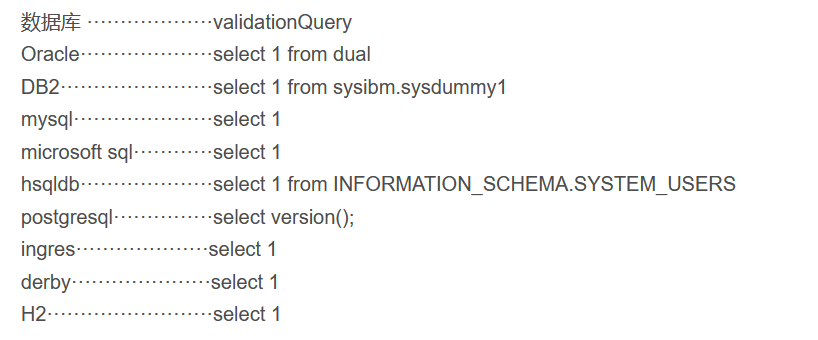 数据库 ···················validationQuery
Oracle····················select 1 from dual
DB2·······················select 1 from sysibm.sysdummy1
mysql·····················select 1
microsoft sql············select 1
hsqldb····················select 1 from INFORMATION_SCHEMA.SYSTEM_USERS
postgresql···············select version();
ingres····················select 1
derby·····················select 1
H2·························select 1